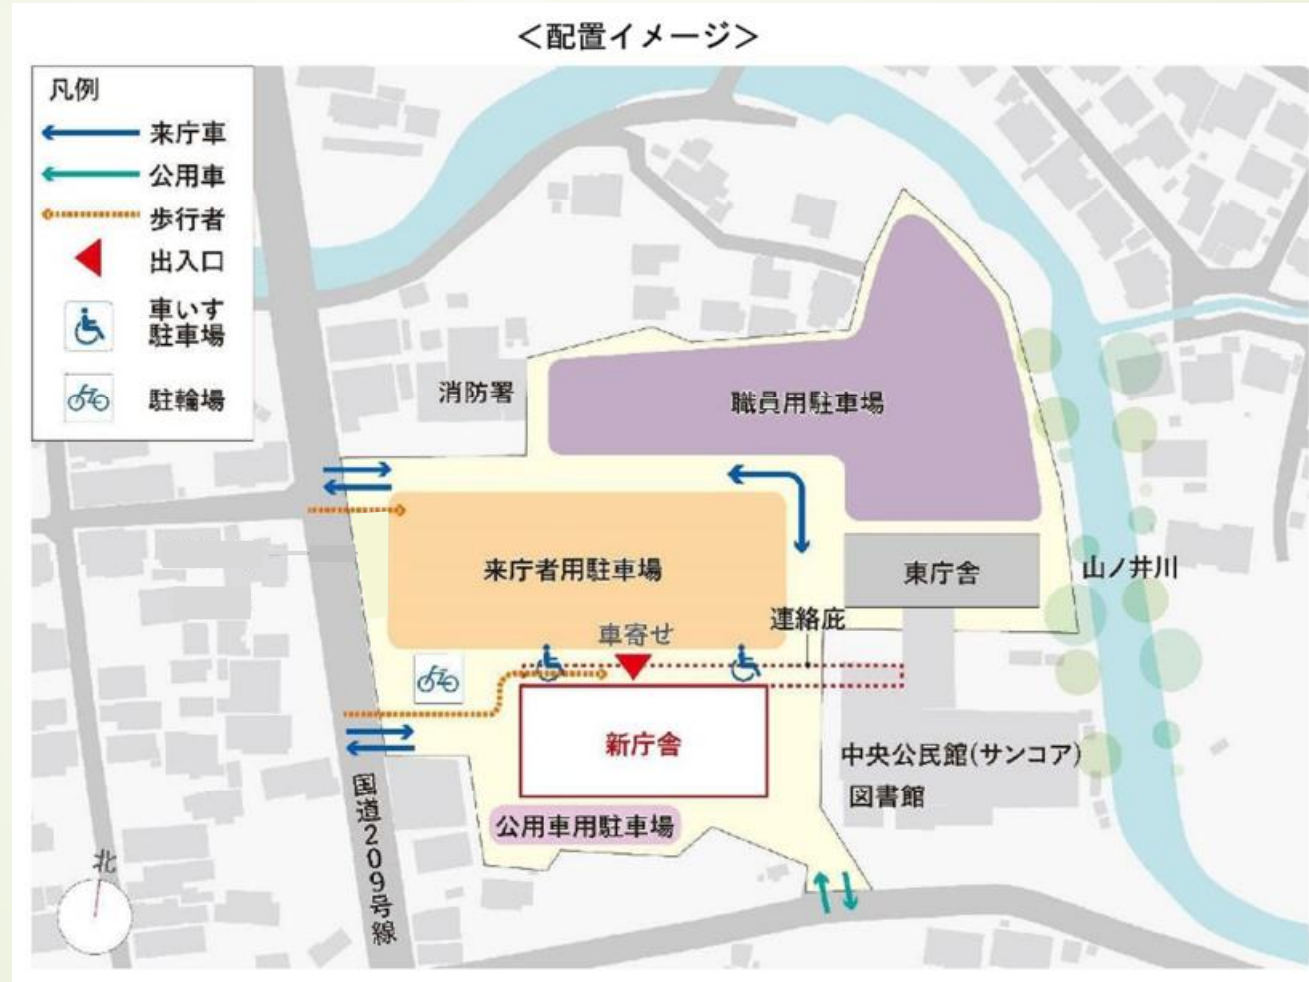 ＜配置イメージ＞
凡例
来庁車
公用車
歩行者
出入口
車いす
駐車場
駐輪場
消防署
職員用駐車場
来庁者用駐車場
東庁舎
山ノ井川
連絡庇
車寄せ
新庁舎
中央公民館(サンコア)
図書館
公用車用駐車場
国道209号線
北